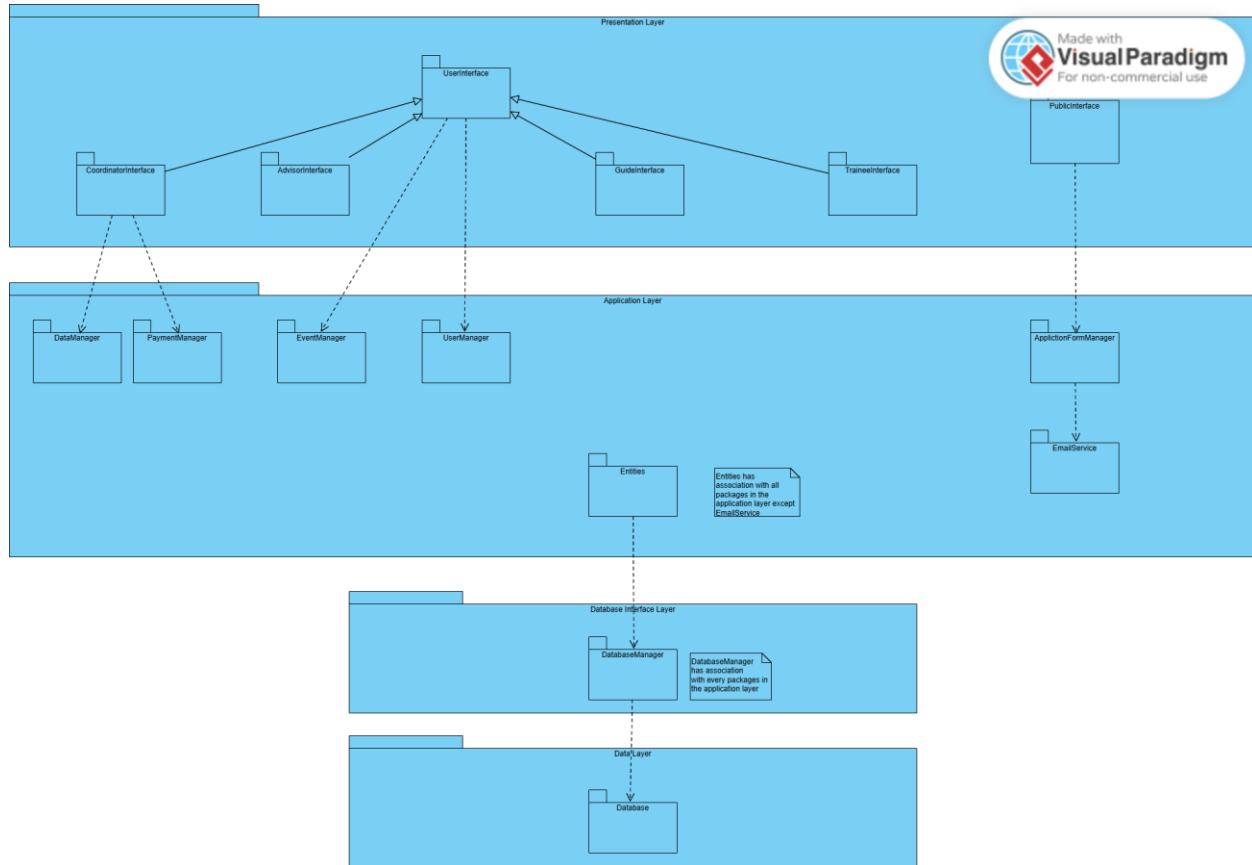 Presentation Layer
Made with
Visual Paradigm
For non-commercial use
UserInterface
PublicInterface
CoordinatorInterface
AdvisorInterface
GuideInterface
TraineeInterface
Application Layer
DataManager
PaymentManager
EventManager
UserManager
ApplictionFormManager
EmailService
Entities
Entities has
association with all
packages in the
application layer except
EmailService
Database Interface Layer
DatabaseManager
DatabaseManager
has association
with every packages in
the application layer
Data Layer
Database